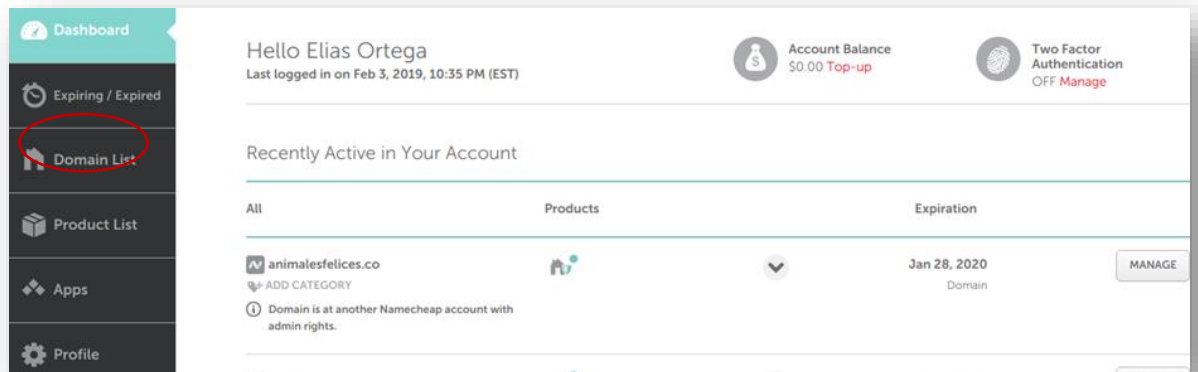 Dashboard
Expiring / Expired
Domain List
Product List
Apps
Profile
Hello Elias Ortega
Last logged in on Feb 3, 2019, 10:35 PM (EST)
Account Balance
$0.00 Top-up
Two Factor
Authentication
OFF Manage
Recently Active in Your Account
All Products Expiration
animalesfelices.co Jan 28, 2020 MANAGE
ADD CATEGORY Domain
Domain is at another Namecheap account with
admin rights.